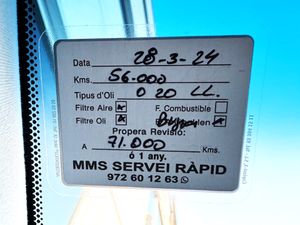 Data 28-3-24
Kms. 56.000
Tipus d'Oli 0 20 LL.
Filtre Aire F. Combustible
Filtre Oli
Propera Revisió:
A 71.000 Kms.
ó 1 any.
MMS SERVEI RÀPID
972 60 12 63